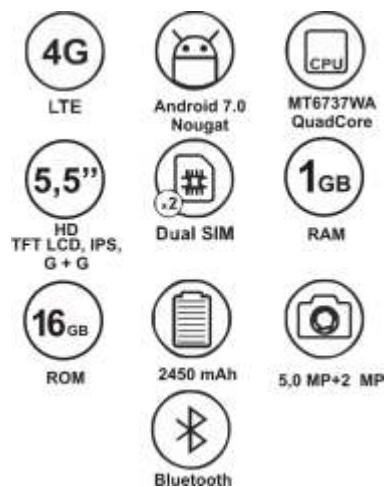 4G
LTE
Android 7.0
Nougat
CPU
MT6737WA
QuadCore
5,5’’
HD
TFT LCD, IPS,
G + G
x2
Dual SIM
1GB
RAM
16GB
ROM
2450 mAh
5,0 MP+2 MP
Bluetooth